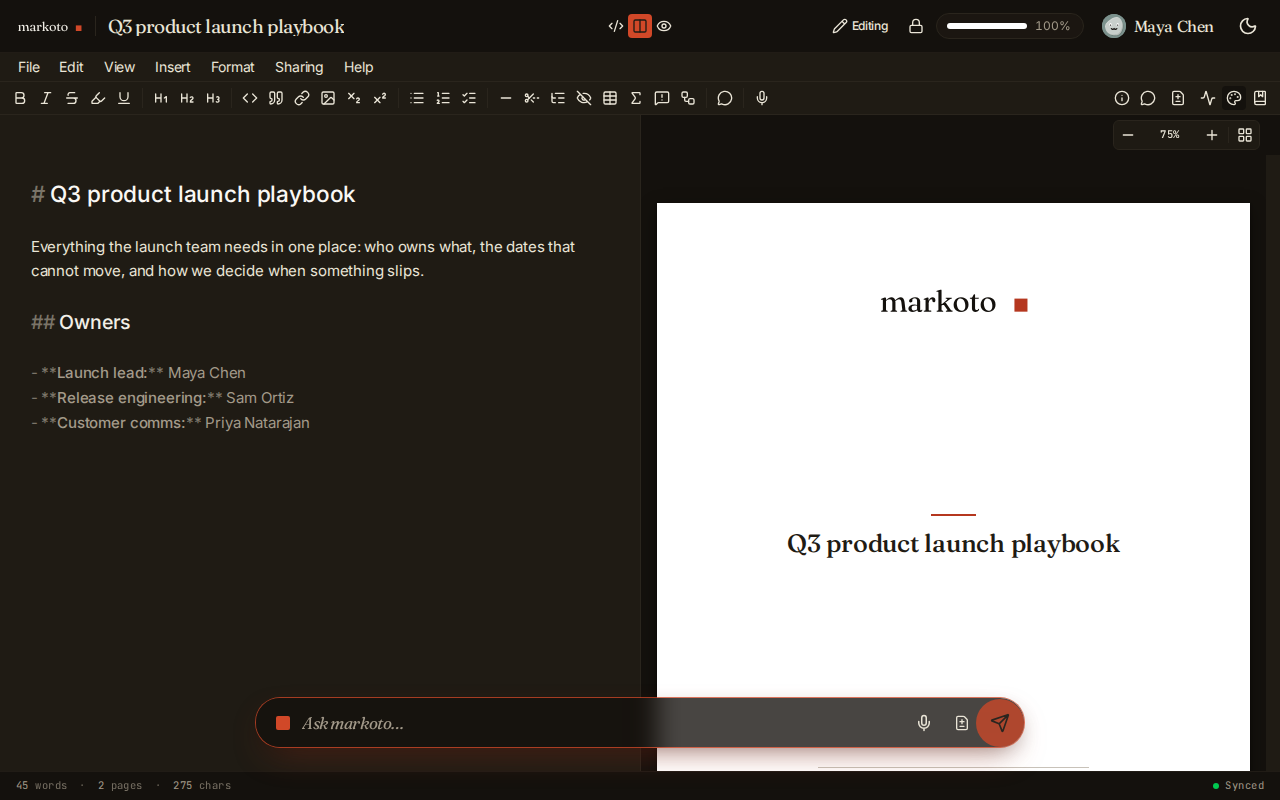 markoto
Q3 product launch playbook
Editing
100%
Maya Chen
File Edit View Insert Format Sharing Help
H1 H2 H3
75%
# Q3 product launch playbook
Everything the launch team needs in one place: who owns what, the dates that
cannot move, and how we decide when something slips.
## Owners
- **Launch lead:** Maya Chen
- **Release engineering:** Sam Ortiz
- **Customer comms:** Priya Natarajan
markoto
Q3 product launch playbook
Ask markoto...
45 words · 2 pages · 275 chars
Synced